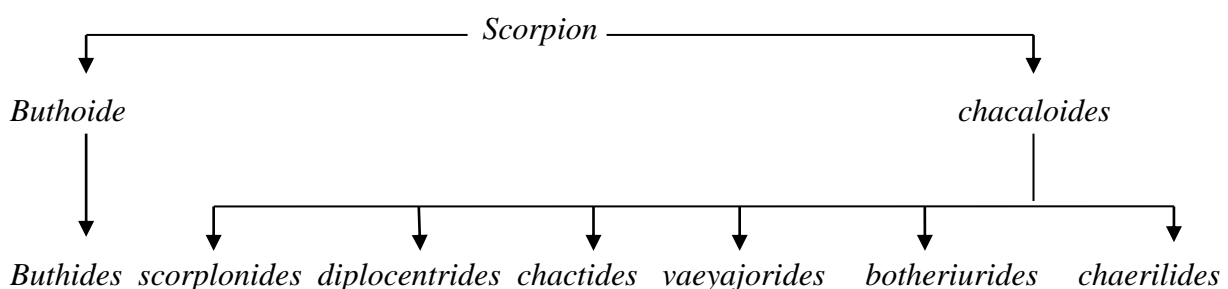 Scorpion
Buthoide chacaloides
Buthides scorplonides diplocentrides chactides vaeyajorides botheriurides chaerilides